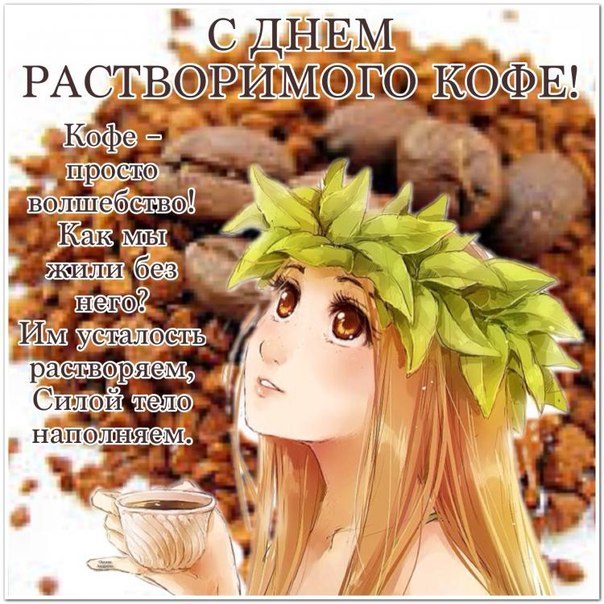 С ДНЕМ
РАСТВОРИМОГО КОФЕ!
Кофе –
просто
волшебство!
Как мы
жили без
него?
Им усталость
растворяем,
Силой тело
наполняем.